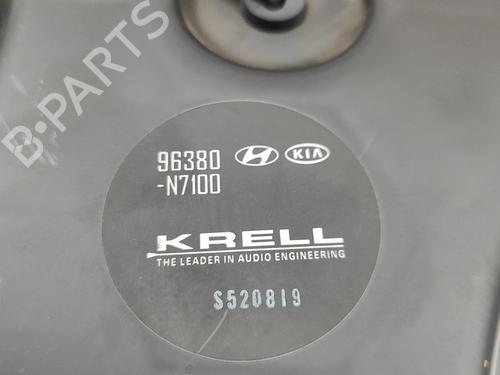 B-PARTS
96380
KIA
-N7100
KRELL
THE LEADER IN AUDIO ENGINEERING
S520819